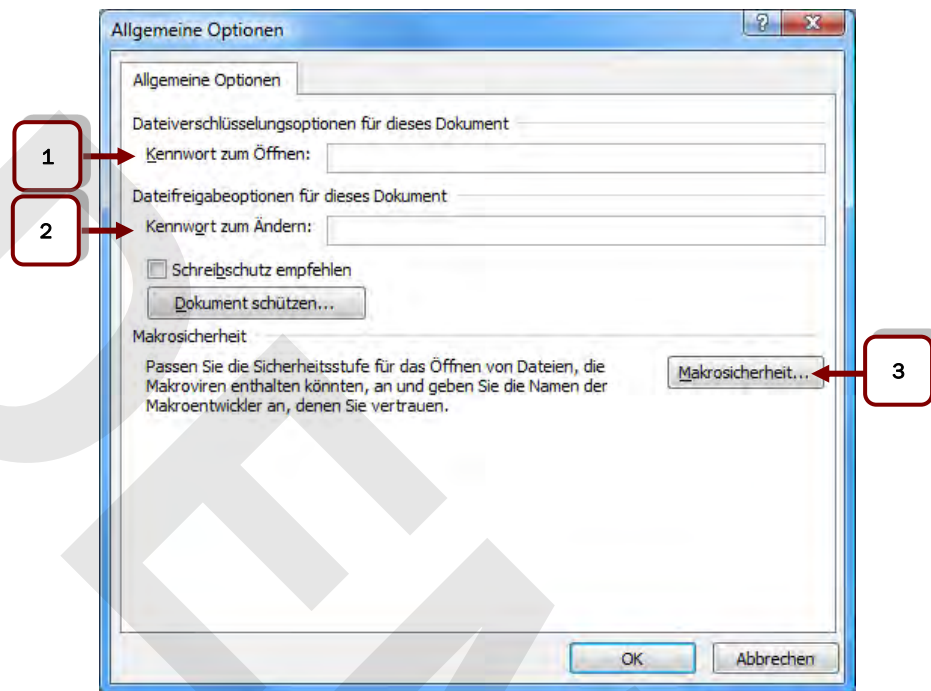 Allgemeine Optionen
?
Allgemeine Optionen
Dateiverschlüsselungsoptionen für dieses Dokument
1
Kennwort zum Öffnen:
Dateifreigabeoptionen für dieses Dokument
2
Kennwort zum Ändern:
Schreibschutz empfehlen
Dokument schützen...
Makrosicherheit
Passen Sie die Sicherheitsstufe für das Öffnen von Dateien, die
Makroviren enthalten könnten, an und geben Sie die Namen der
Makroentwickler an, denen Sie vertrauen.
Makrosicherheit...
3
OK
Abbrechen